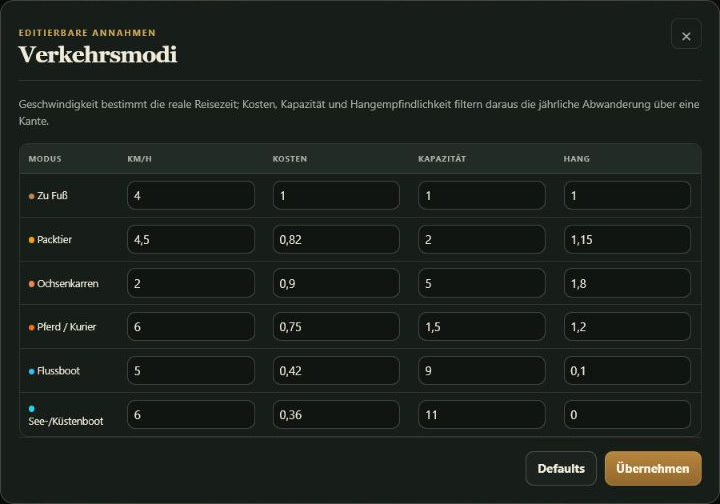 EDITIERBARE ANNAHMEN
Verkehrsmodi
×
Geschwindigkeit bestimmt die reale Reisezeit; Kosten, Kapazität und Hangempfindlichkeit filtern daraus die jährliche Abwanderung über eine
Kante.
MODUS KM/H KOSTEN KAPAZITÄT HANG
Zu Fuß 4 1 1 1
Packtier 4,5 0,82 2 1,15
Ochsenkarren 2 0,9 5 1,8
Pferd / Kurier 6 0,75 1,5 1,2
Flussboot 5 0,42 9 0,1
See-/Küstenboot 6 0,36 11 0
Defaults Übernehmen